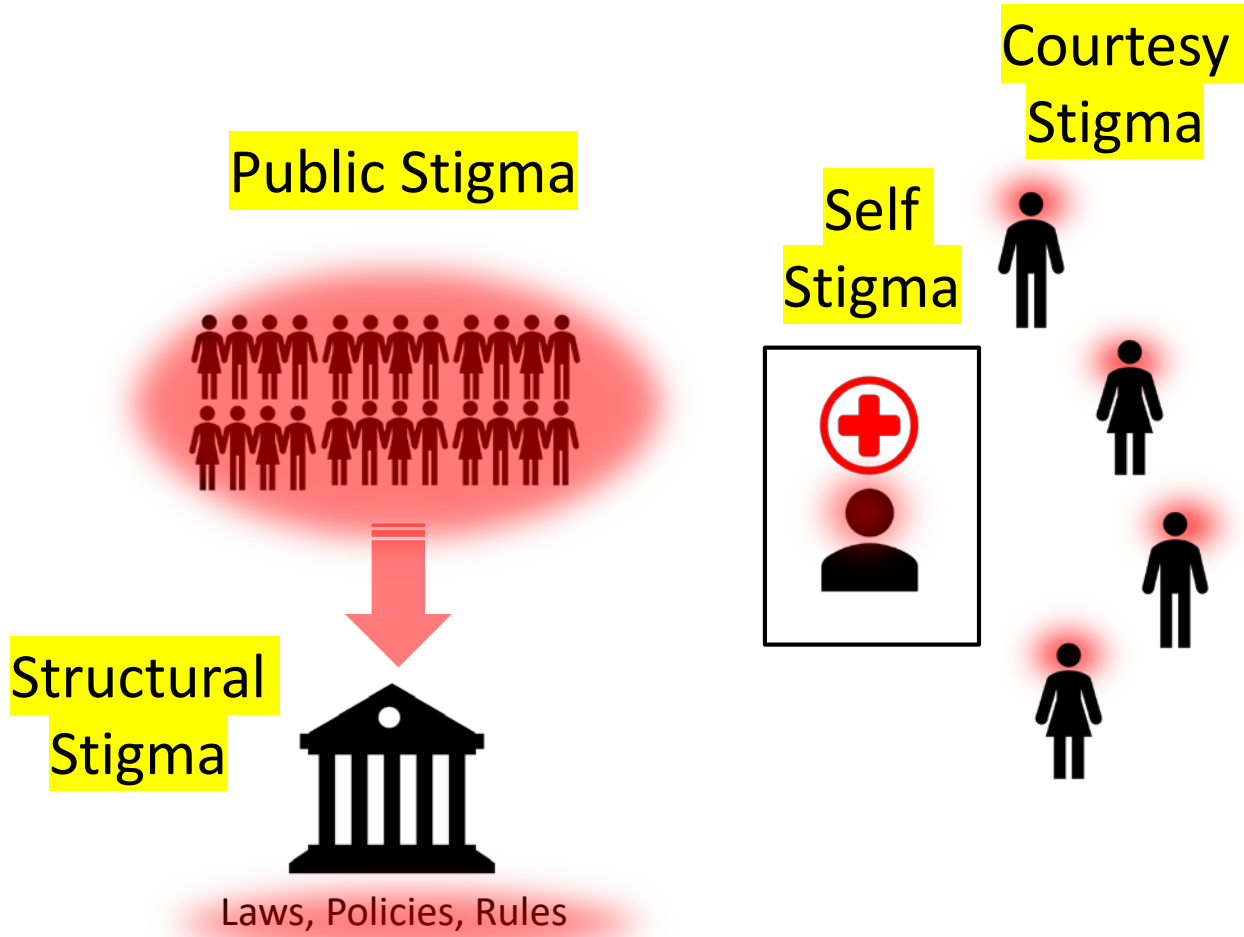 Public Stigma
Self
Stigma
Courtesy
Stigma
Structural
Stigma
Laws, Policies, Rules